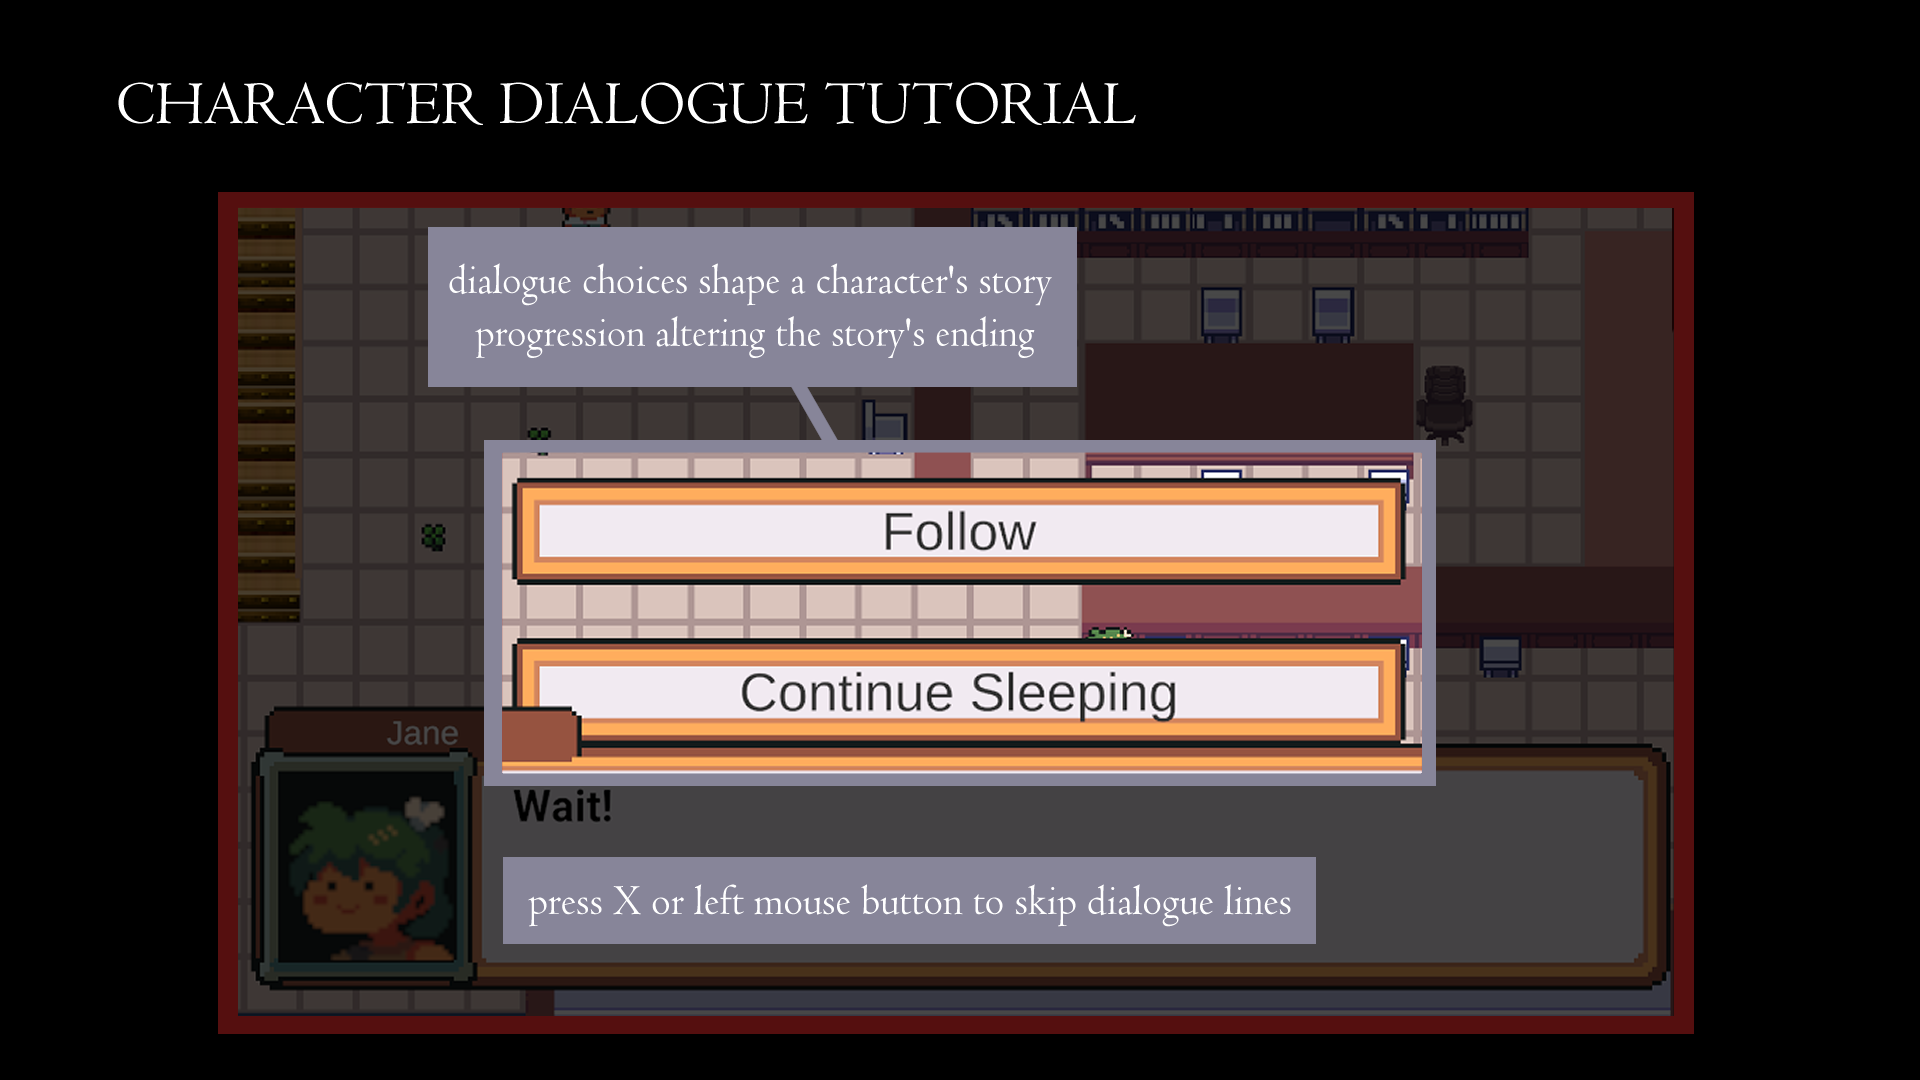 CHARACTER DIALOGUE TUTORIAL
dialogue choices shape a character's story
progression altering the story's ending
Follow
Continue Sleeping
Jane
Wait!
press X or left mouse button to skip dialogue lines